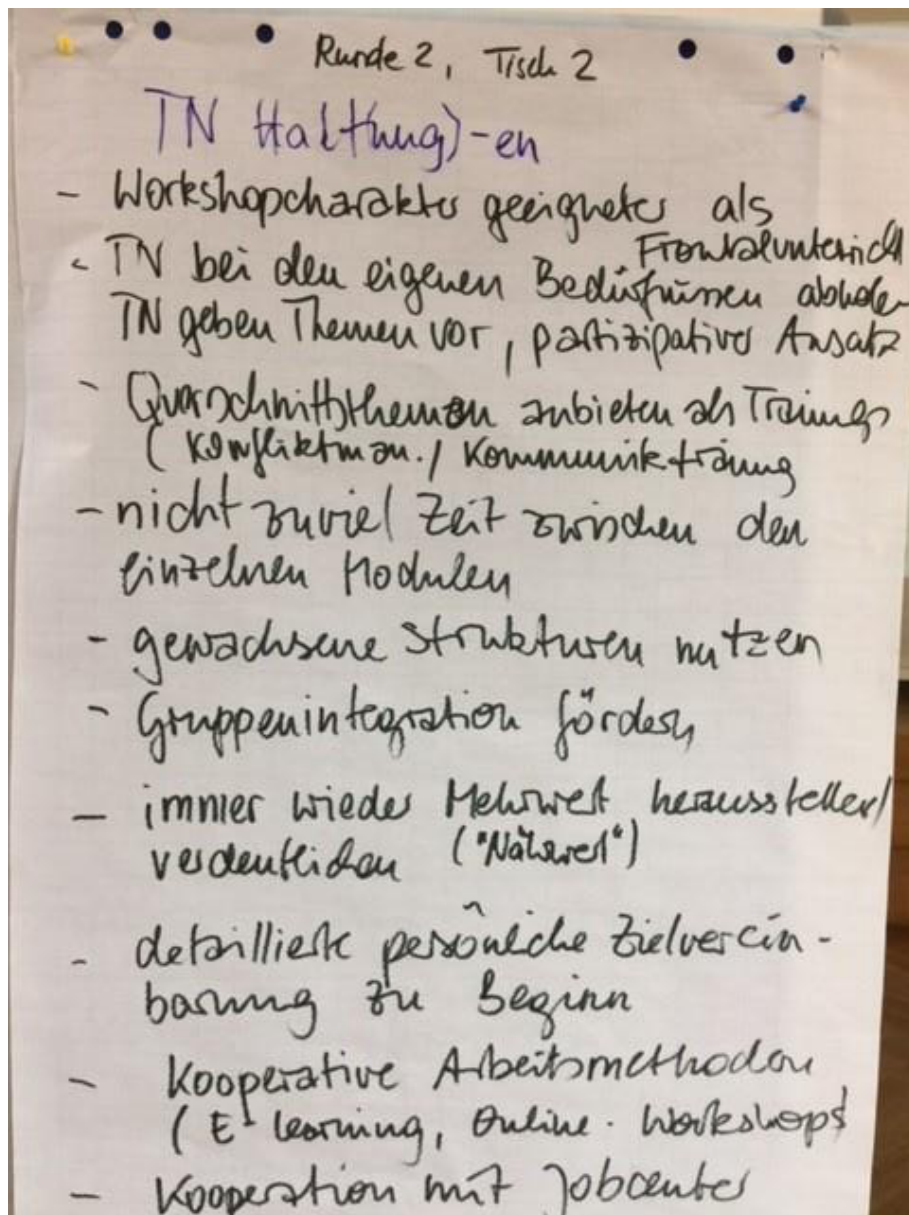 Runde 2, Tisch 2
TN Halt(ung)-en
- Workshopcharakter geeigneter als
Frontalunterricht
- TN bei den eigenen Bedürfnissen abholen
TN geben Themen vor, partizipativer Ansatz
- Querschnittsthemen anbieten als Trainings
(Konfliktman./Kommuniktraining
- nicht zuviel Zeit zwischen den
einzelnen Modulen
- gewachsene Strukturen nutzen
- Gruppenintegration fördern
- immer wieder Mehrwert herausstellen/
verdeutlichen ("Nährwert")
- detaillierte persönliche Zielverein-
barung zu Beginn
- Kooperative Arbeitsmethoden
(E-learning, Online-Workshops
- Kooperation mit Jobcenter